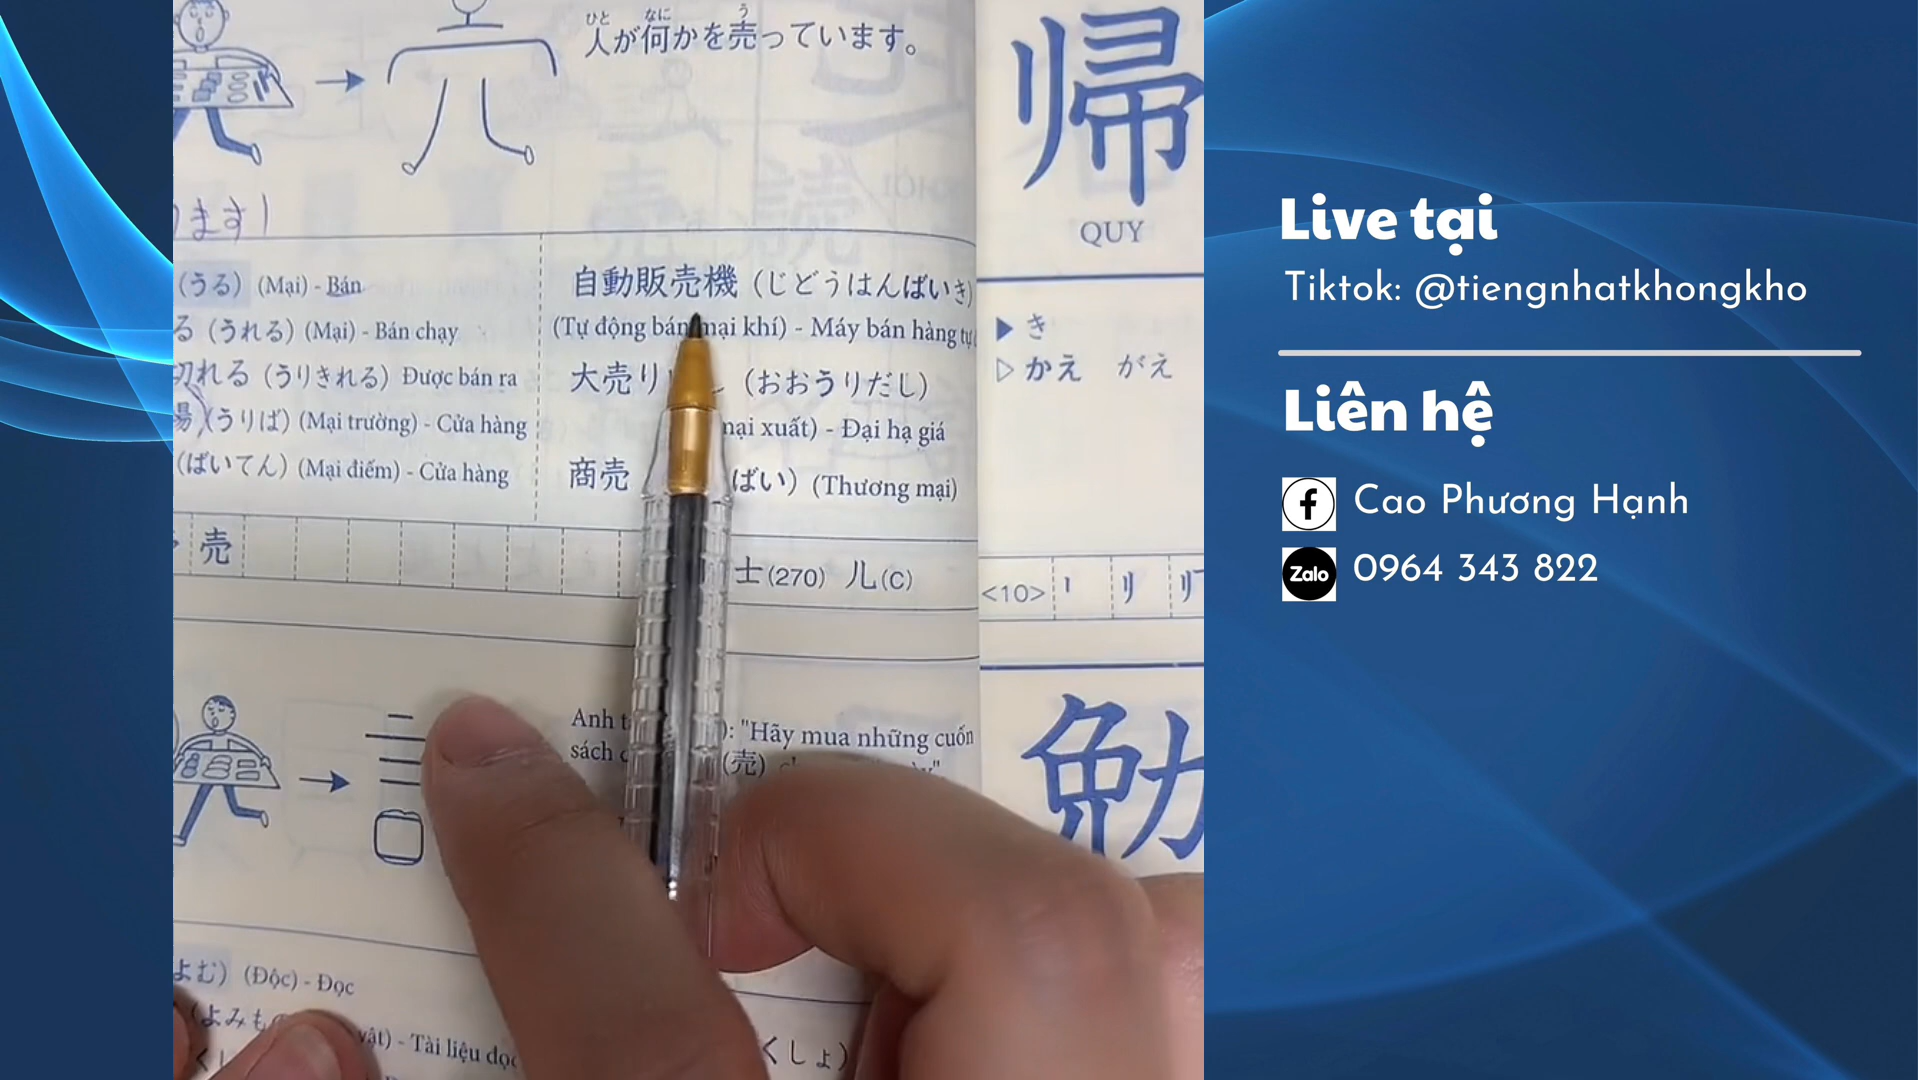 人が何かを売っています。
ひと なに う
ります!
(うる) (Mại) - Bán
る (うれる) (Mại) - Bán chạy
切れる (うりきれる) Được bán ra
場 (うりば) (Mại trường) - Cửa hàng
(ばいてん) (Mại điếm) - Cửa hàng
自動販売機 (じどうはんばいき)
(Tự động bán mại khí) - Máy bán hàng tự
大売り (おおうりだし)
mại xuất) - Đại hạ giá
商売 ばい) (Thương mại)
売
士(270) 儿(C)
Anh
: "Hãy mua những cuốn
sách
(売)
よむ) (Độc) - Đọc
(よみも vật) - Tài liệu đọc
くしょ)
帰
QUY
▶ き
▷ かえ がえ
<10>
勉
Live tại
Tiktok: @tiengnhatkhongkho
Liên hệ
f Cao Phương Hạnh
Zalo 0964 343 822